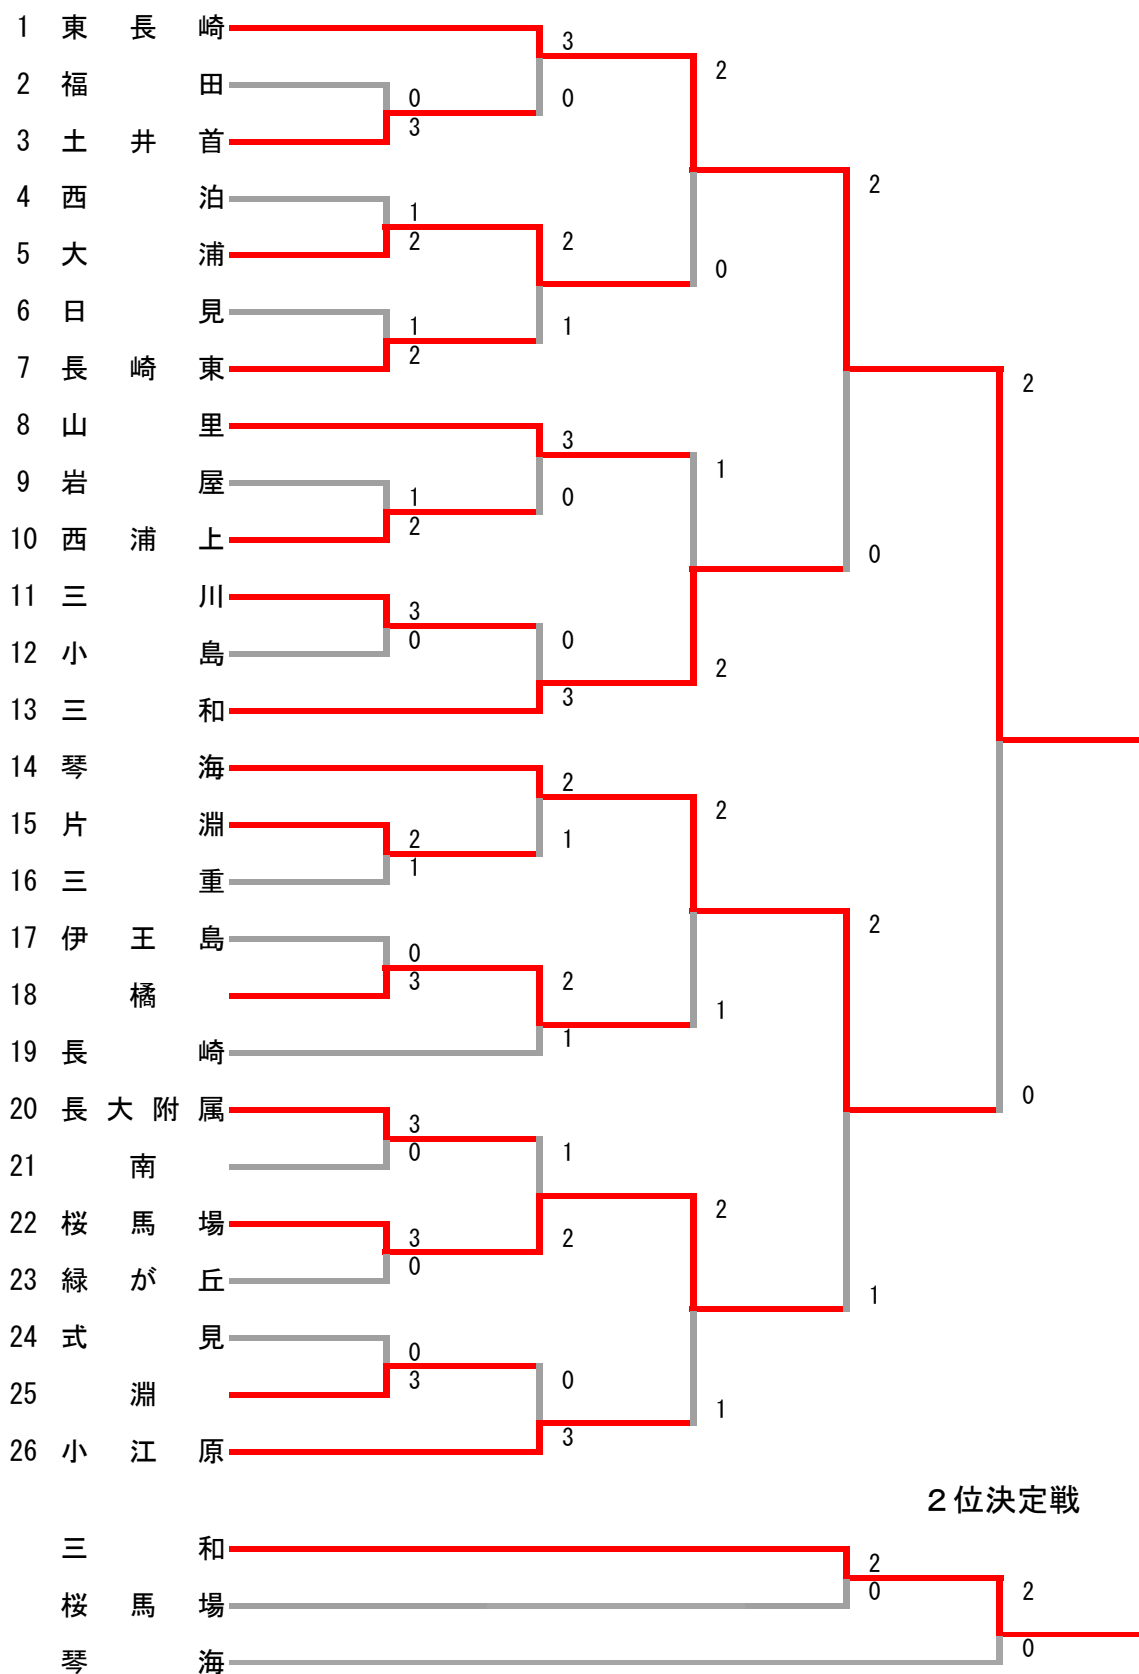 1 東長崎
3
2
2 福田
0
0
3 土井首
3
2
4 西泊
1
5 大浦
2
2
0
6 日見
1
1
7 長崎東
2
2
8 山里
3
1
9 岩屋
1
0
10 西浦上
2
0
11 三川
3
12 小島
0
0
2
13 三和
3
14 琴海
2
2
15 片淵
2
1
16 三重
1
2
17 伊王島
0
18 橘
3
2
1
19 長崎
1
0
20 長大附属
3
21 南
0
1
22 桜馬場
3
2
2
23 緑が丘
0
1
24 式見
0
25 淵
3
0
1
26 小江原
3
2位決定戦
三和
2
桜馬場
0
2
琴海
0